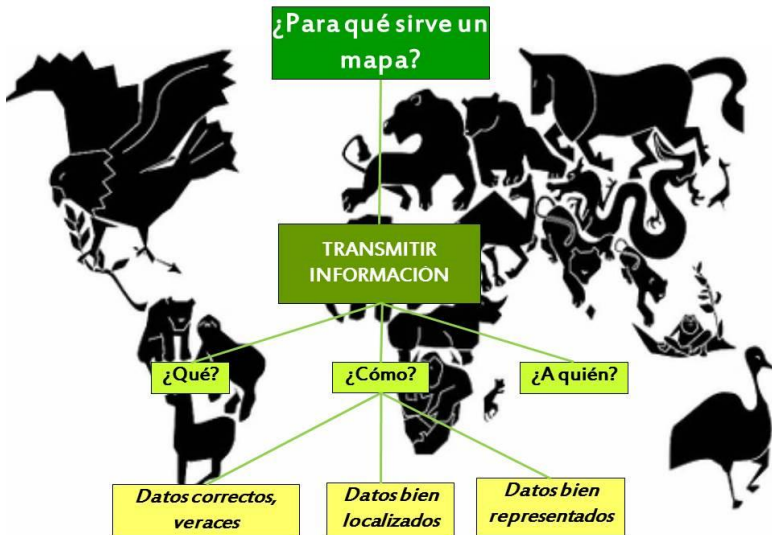 ¿Para qué sirve un
mapa?
TRANSMITIR
INFORMACIÓN
¿Qué?
¿Cómo?
¿A quién?
Datos correctos,
veraces
Datos bien
localizados
Datos bien
representados